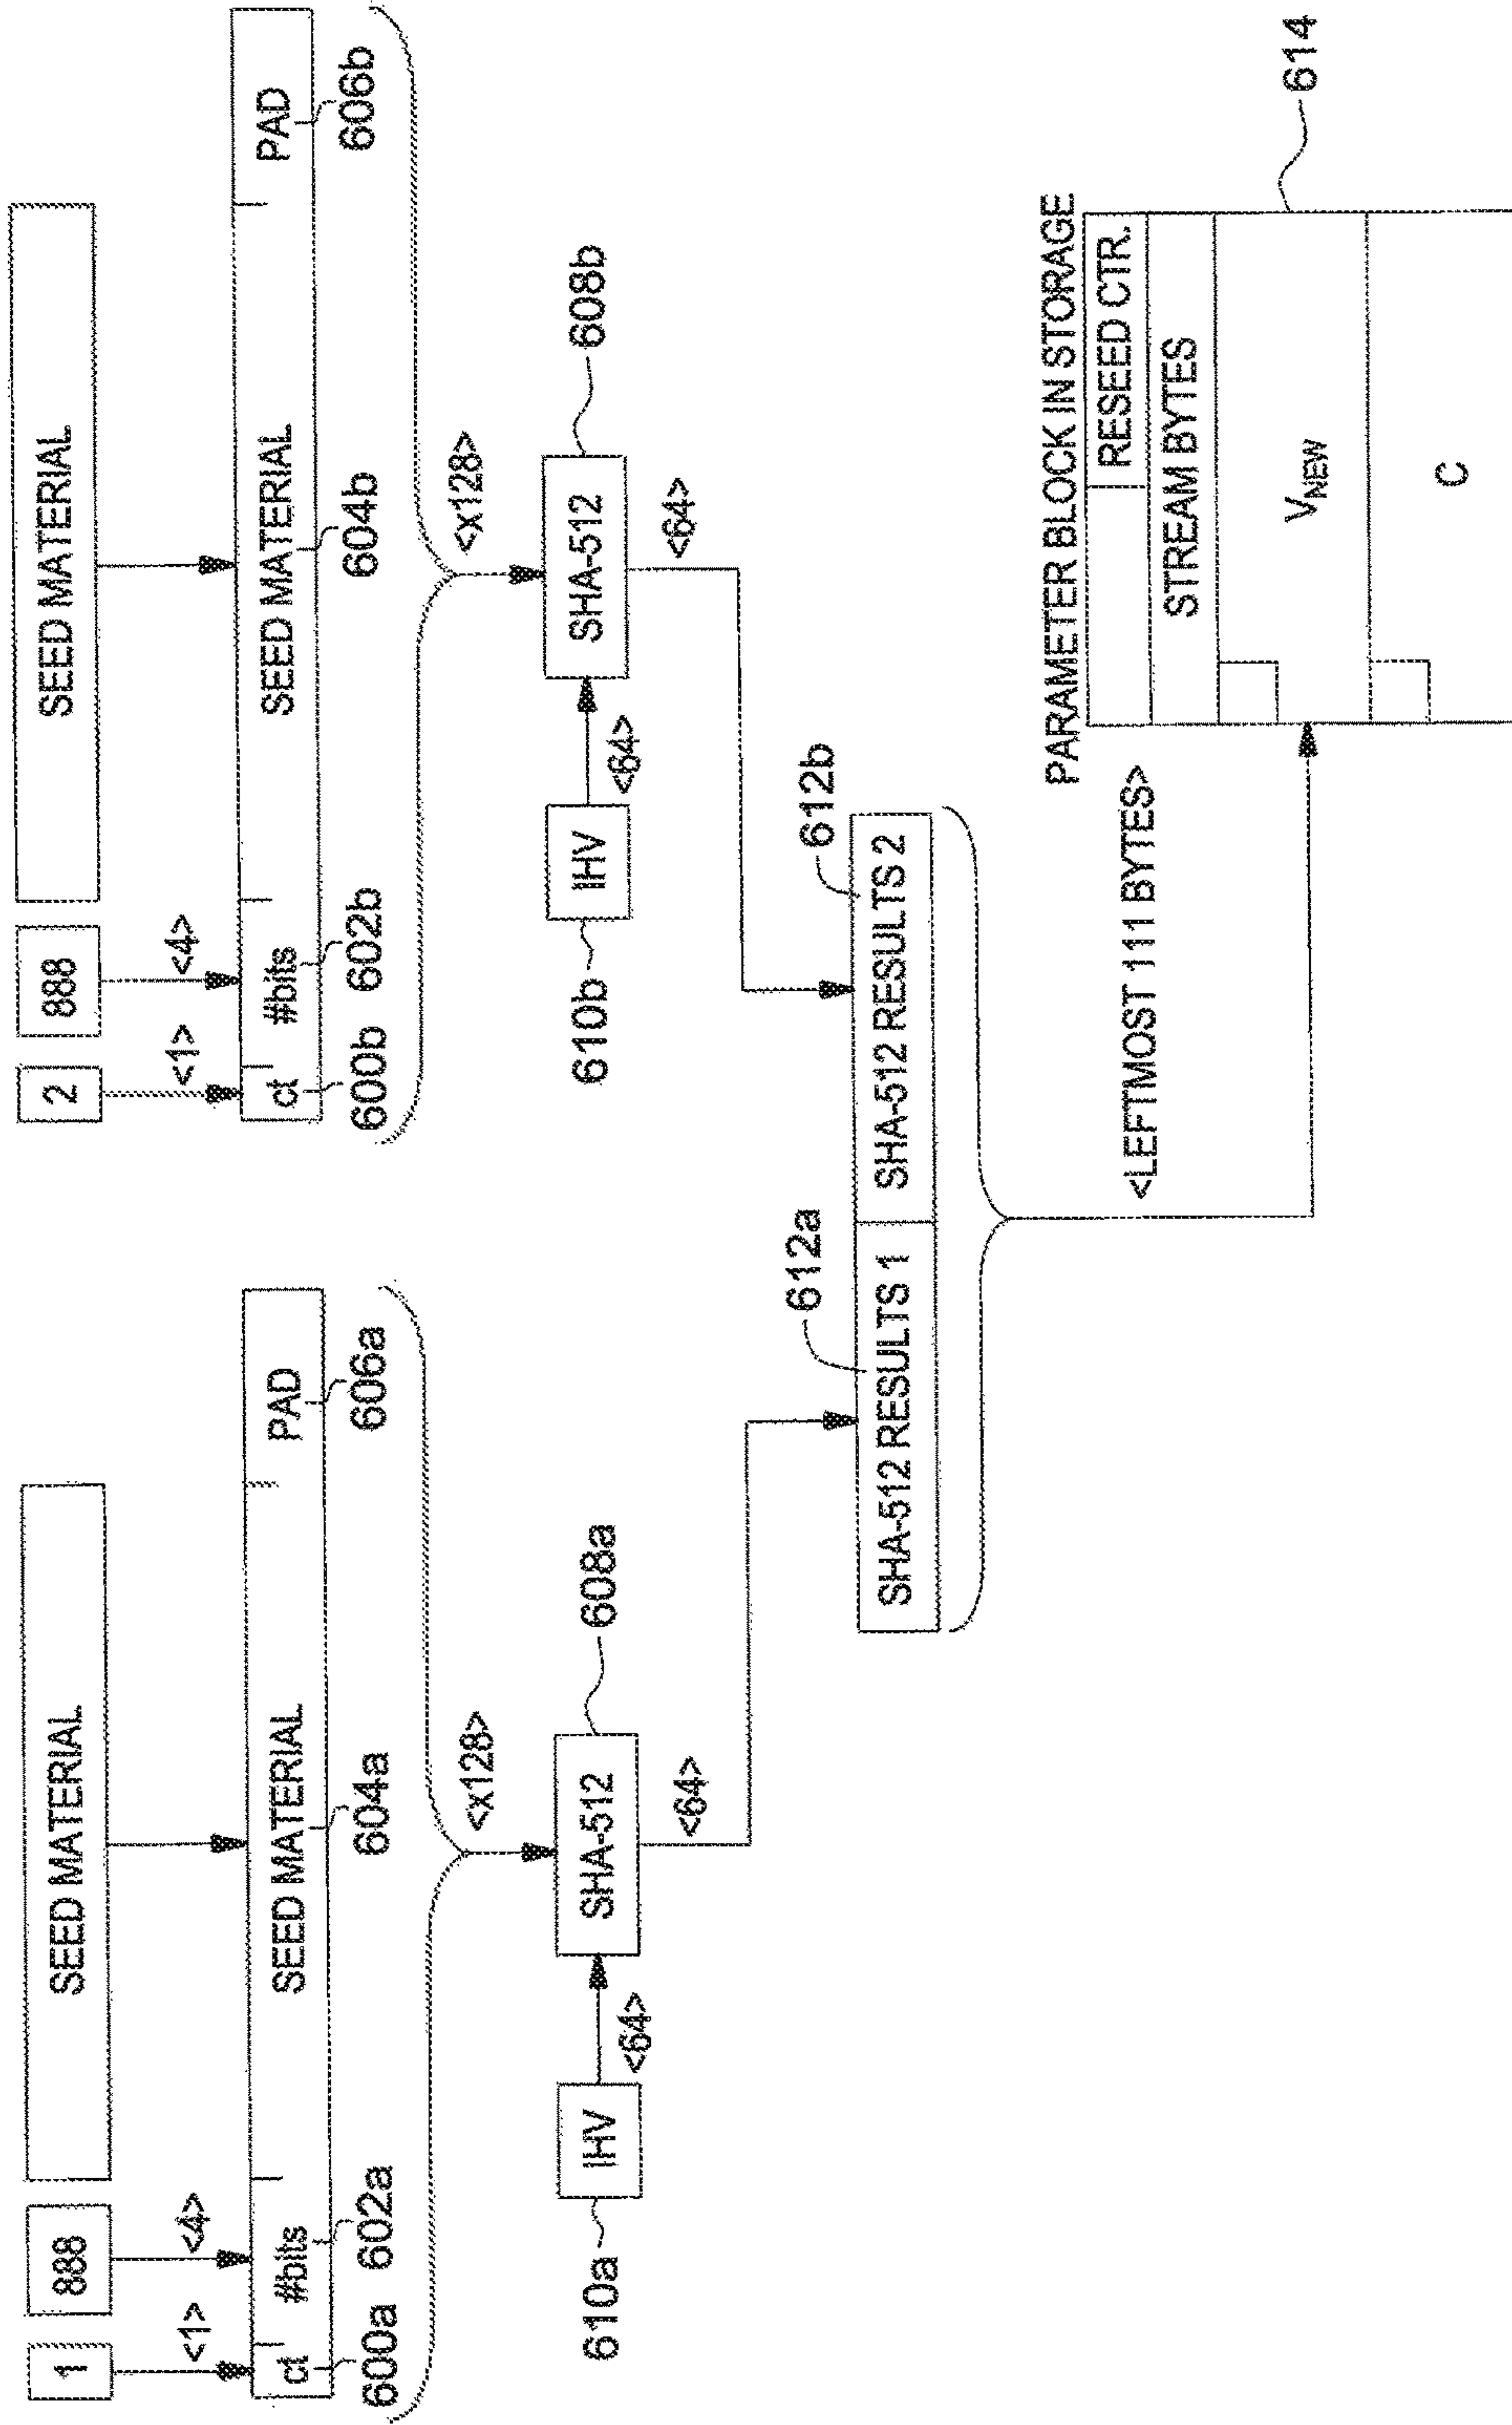 1
888
SEED MATERIAL
<1>
<4>
ct
#bits
SEED MATERIAL
PAD
600a
602a
604a
606a
<x128>
IHV
SHA-512
608a
610a
<64>
<64>
2
888
SEED MATERIAL
<1>
<4>
ct
#bits
SEED MATERIAL
PAD
600b
602b
604b
606b
<x128>
IHV
SHA-512
608b
610b
<64>
<64>
612a
612b
SHA-512 RESULTS 1
SHA-512 RESULTS 2
<LEFTMOST 111 BYTES>
PARAMETER BLOCK IN STORAGE
RESEED CTR.
STREAM BYTES
VNEW
C
614